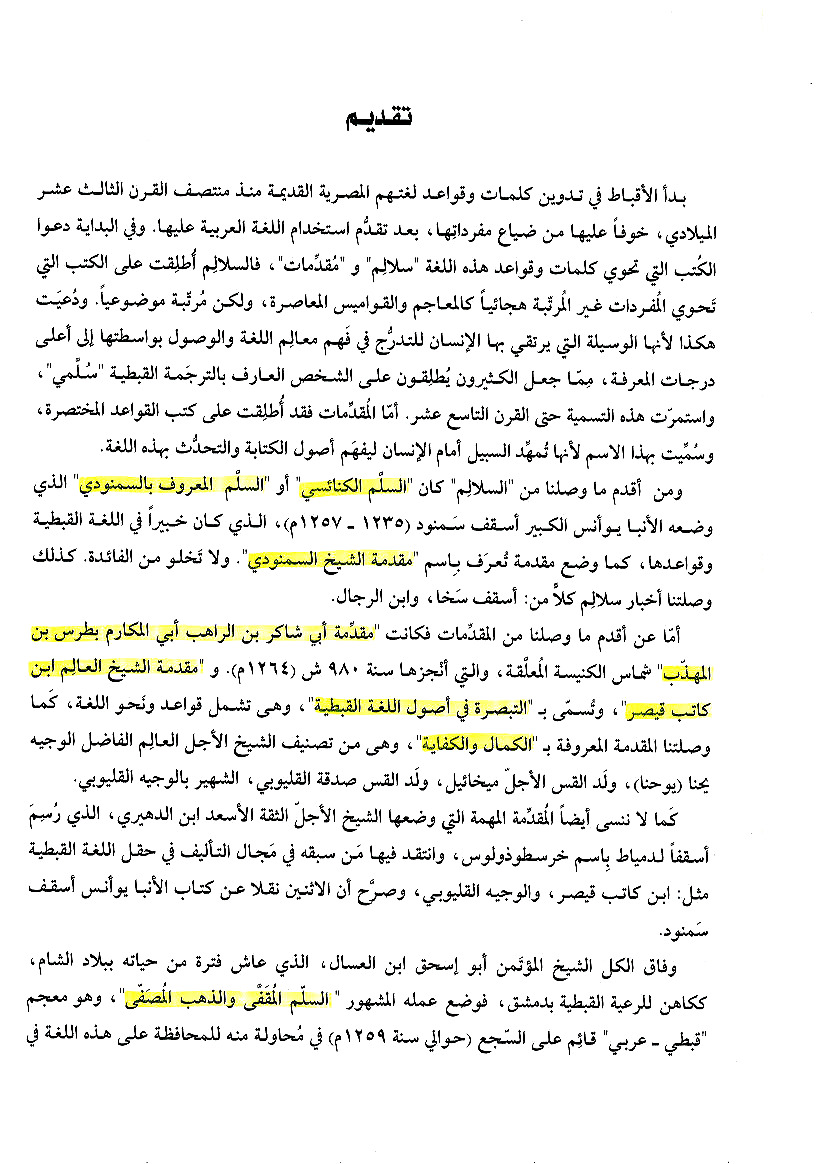 تقديم
بدأ الأقباط في تدوين كلمات وقواعد لغتهم المصرية القديمة منذ منتصف القرن الثالث عشر
الميلادي، خوفاً عليها من ضياع مفرداتِها، بعد تقدُّم استخدام اللغة العربية عليها. وفي البداية دعوا
الكُتب التي تحوي كلمات وقواعد هذه اللغة "سلالِم" و "مُقدِّمات"، فالسلالِم أُطلِقت على الكتب التي
تَحوي المُفردات غير المُرتّبة هجائياً كالمعاجم والقواميس المعاصرة، ولكن مُرتّبة موضوعياً. ودُعيَت
هكذا لأنها الوسيلة التي يرتقي بها الإنسان للتدرُّج في فَهم معالِم اللغة والوصول بواسطتها إلى أعلى
درجات المعرفة، مِمّا جعل الكثيرون يُطلِقون على الشخص العارف بالترجَمة القبطية "سُلّمي"،
واستمرّت هذه التسمية حتى القرن التاسع عشر. أمّا المُقدِّمات فقد أُطلِقت على كتب القواعد المختصرة،
وسُمِّيت بهذا الاسم لأنها تُمهِّد السبيل أمام الإنسان ليفهَم أصول الكتابة والتحدُّث بهذه اللغة.
ومن أقدم ما وصلنا من "السلالِم" كان "السلَّم الكنائسي" أو "السلَّم المعروف بالسمنودي" الذي
وضعه الأنبا يوأنس الكبير أسقف سَمنود (١٢٣٥ ـ ١٢٥٧م)، الـذي كان خبيراً في اللغة القبطية
وقواعدها، كما وضع مقدمة تُعرَف بِاسم "مقدمة الشيخ السمنودي". ولا تَخلو من الفائدة. كذلك
وصلتنا أخبار سلالِم كلاًّ من: أسقف سَخا، وابن الرجال.
أمّا عن أقدم ما وصلنا من المُقدّمات فكانت "مقدّمة أبي شاكر بن الراهب أبي المكارم بطرس بن
المهذّب" شماس الكنيسة المُعلّقة، والتي أنْجزها سنة ٩٨٠ ش (١٢٦٤م). و "مقدمة الشيخ العالِم ابن
كاتب قيصر"، وتُسمّى بـ "التبصرة في أصول اللغة القبطية"، وهى تشمل قواعد ونَحو اللغة، كَما
وصلتنا المقدمة المعروفة بـ "الكمال والكفاية"، وهى من تصنيف الشيخ الأجل العالِم الفاضل الوجيه
يحنا (يوحنا)، ولَد القس الأجلّ ميخائيل، ولَد القس صدقة القليوبي، الشهير بالوجيه القليوبي.
كَما لا ننسى أيضاً المُقدِّمة المهمة التي وضعها الشيخ الأجلّ الثقة الأسعد ابن الدهيري، الذي رُسِمَ
أسقفاً لدمياط بِاسم خرسطوذولوس، وانتقد فيها مَن سبقه في مَجال التأليف في حقل اللغة القبطية
مثل: ابن كاتب قيصر، والوجيه القليوبي، وصرَّح أن الاثنين نقلا عن كتاب الأنبا يوأنس أسقف
سَمنود.
وفاق الكل الشيخ المؤتَمن أبو إسحق ابن العسال، الذي عاش فترة من حياته ببلاد الشام،
ككاهن للرعية القبطية بدمشق، فوضع عمله المشهور "السلّم المُقَفَّى والذهب المُصَفّى"، وهو معجم
"قبطي ـ عربي" قائِم على السّجع (حوالي سنة ١٢٥٩م) في مُحاولة منه للمحافظة على هذه اللغة في